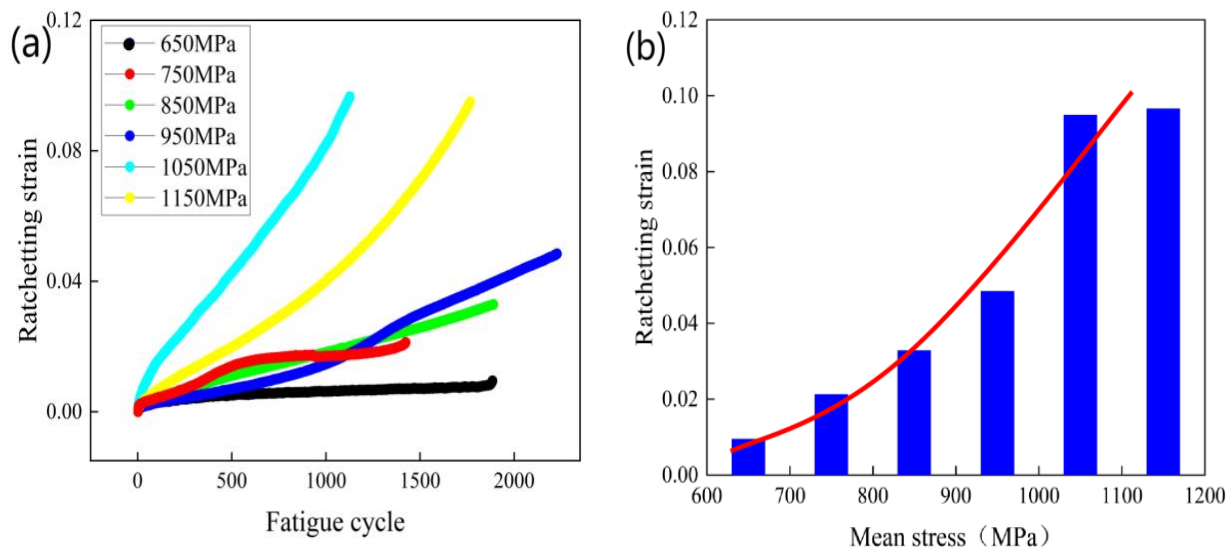 (a)
0.12
0.08
0.04
0.00
Ratchetting strain
650MPa
750MPa
850MPa
950MPa
1050MPa
1150MPa
0 500 1000 1500 2000
Fatigue cycle
(b)
0.12
0.10
0.08
0.06
0.04
0.02
0.00
Ratchetting strain
600 700 800 900 1000 1100 1200
Mean stress（MPa）